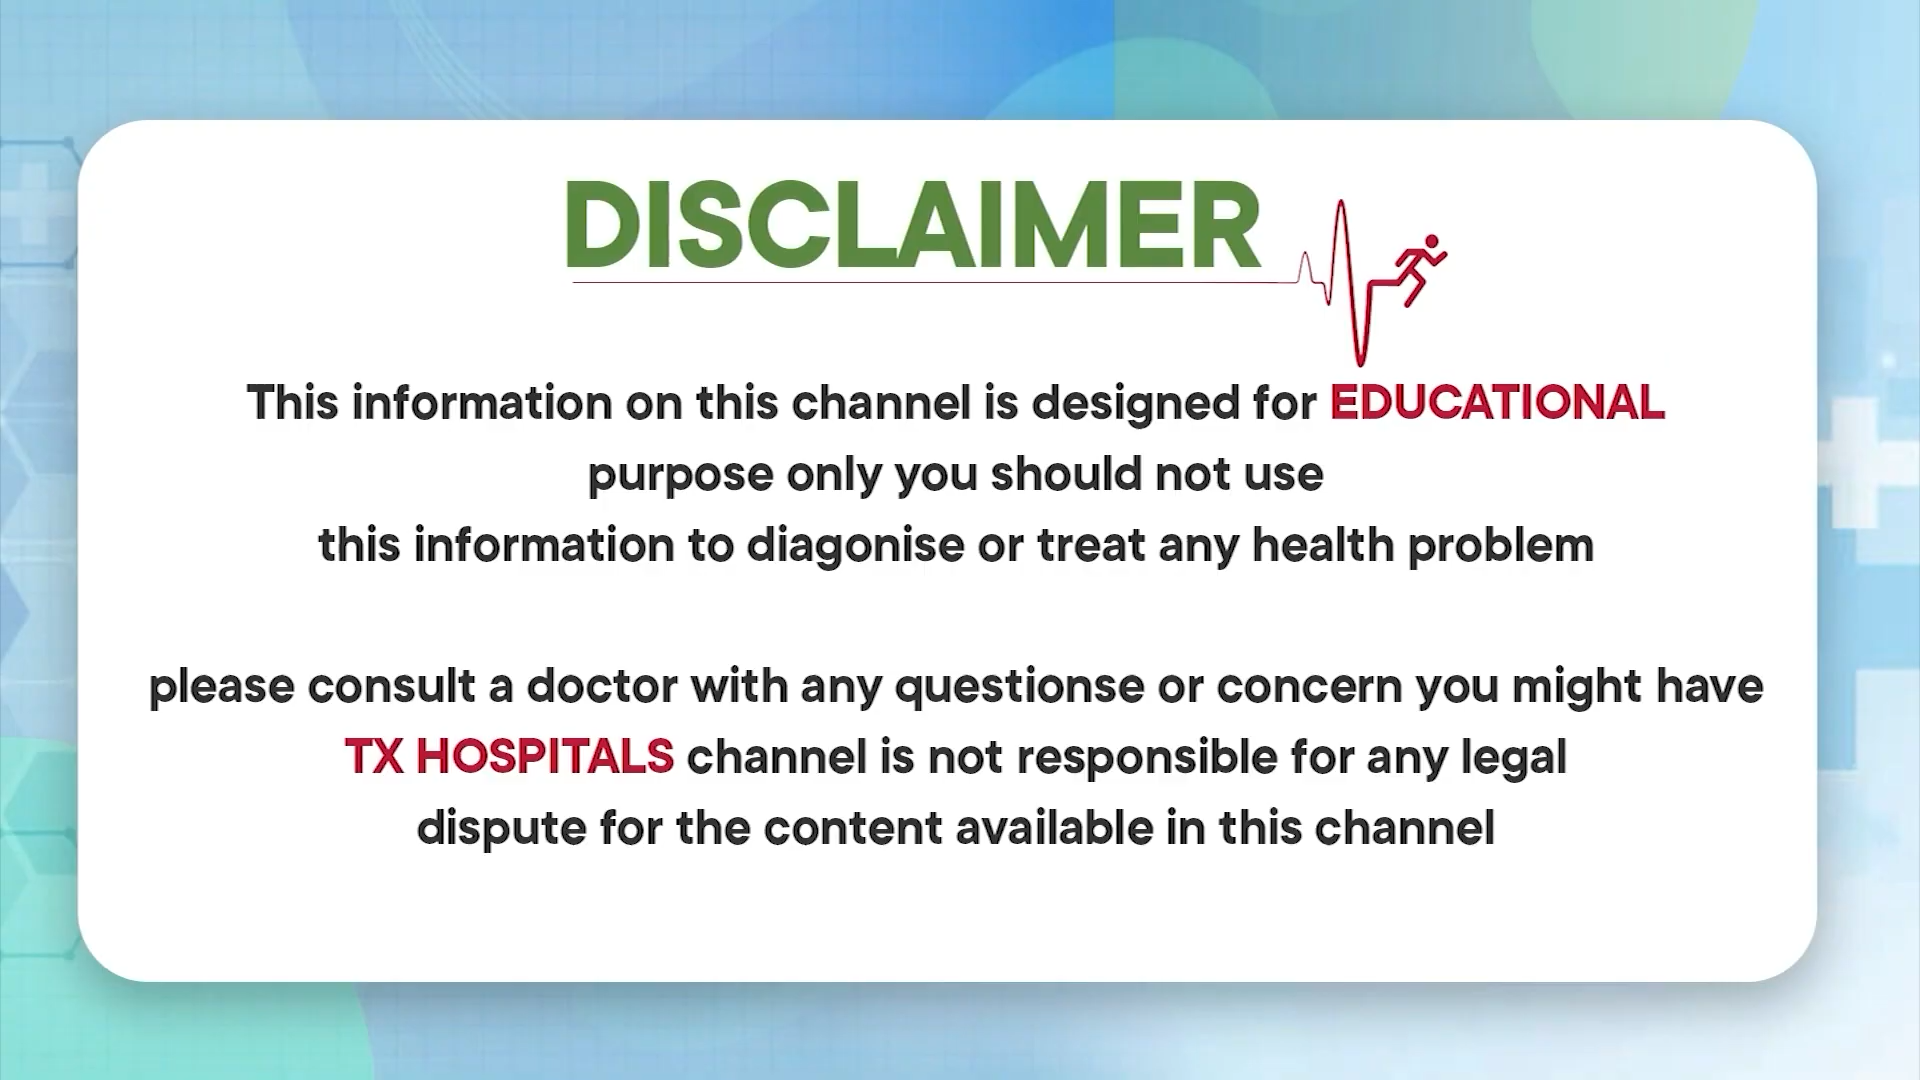 DISCLAIMER
This information on this channel is designed for EDUCATIONAL
purpose only you should not use
this information to diagonise or treat any health problem
please consult a doctor with any questionse or concern you might have
TX HOSPITALS channel is not responsible for any legal
dispute for the content available in this channel